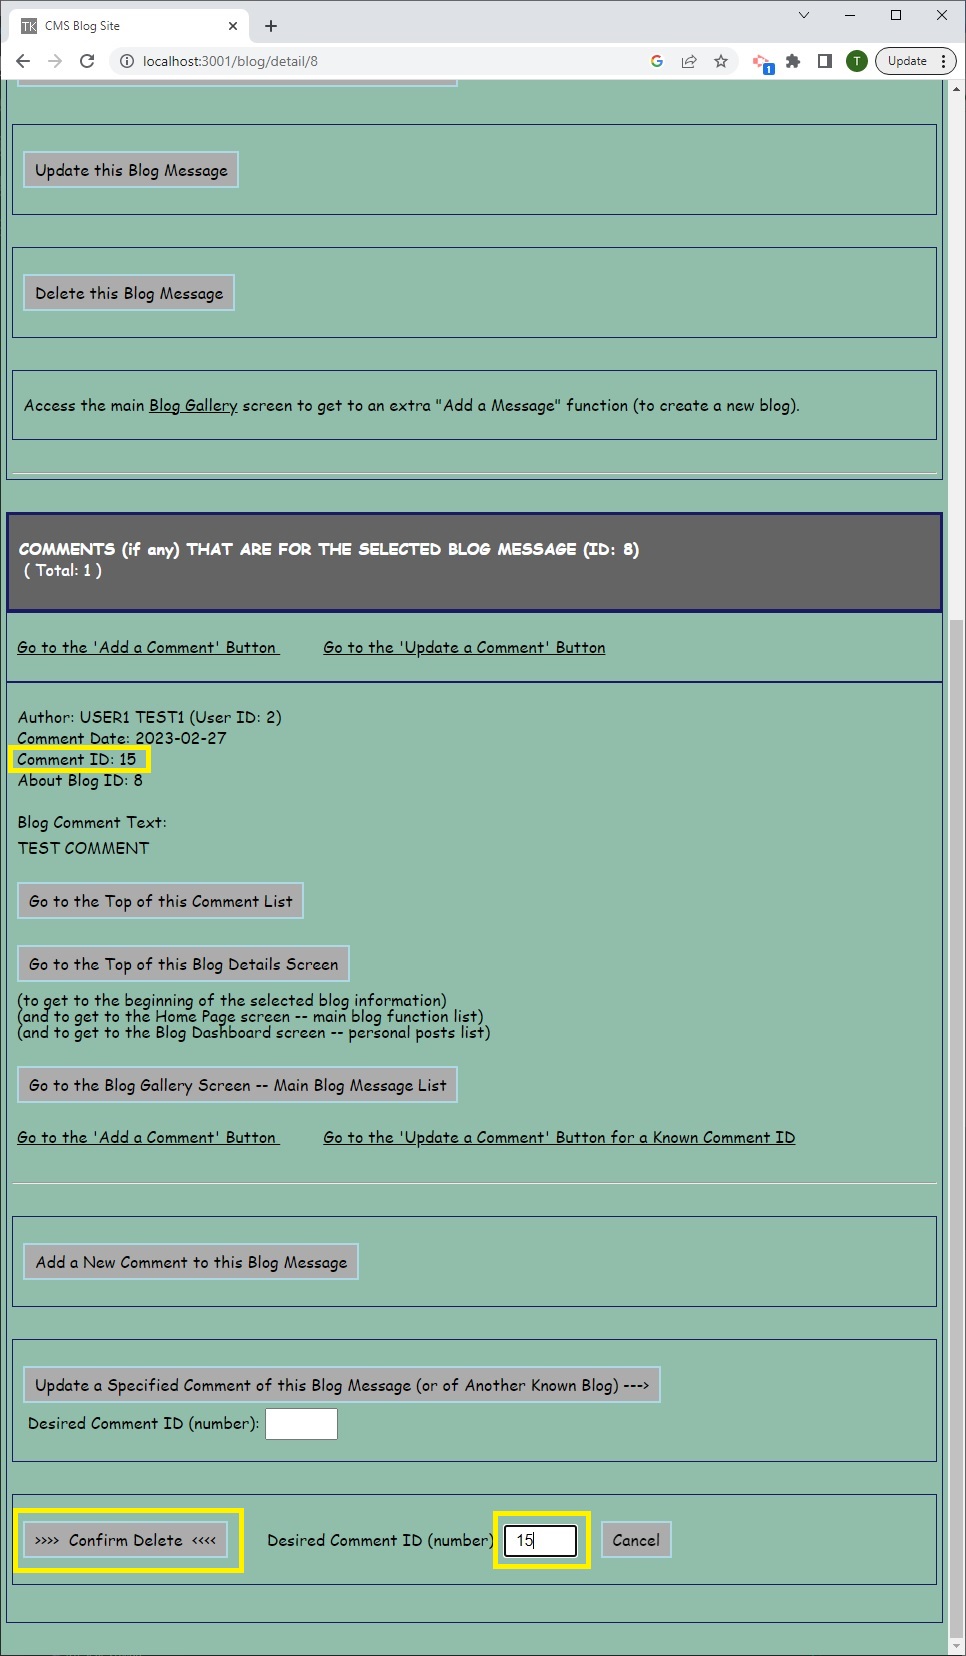 TK CMS Blog Site
localhost:3001/blog/detail/8
1
T
Update
Update this Blog Message
Delete this Blog Message
Access the main Blog Gallery screen to get to an extra "Add a Message" function (to create a new blog).
COMMENTS (if any) THAT ARE FOR THE SELECTED BLOG MESSAGE (ID: 8)
( Total: 1 )
Go to the 'Add a Comment' Button Go to the 'Update a Comment' Button
Author: USER1 TEST1 (User ID: 2)
Comment Date: 2023-02-27
Comment ID: 15
About Blog ID: 8
Blog Comment Text:
TEST COMMENT
Go to the Top of this Comment List
Go to the Top of this Blog Details Screen
(to get to the beginning of the selected blog information)
(and to get to the Home Page screen -- main blog function list)
(and to get to the Blog Dashboard screen -- personal posts list)
Go to the Blog Gallery Screen -- Main Blog Message List
Go to the 'Add a Comment' Button Go to the 'Update a Comment' Button for a Known Comment ID
Add a New Comment to this Blog Message
Update a Specified Comment of this Blog Message (or of Another Known Blog) --->
Desired Comment ID (number):
>>>> Confirm Delete <<<< Desired Comment ID (number) 15 Cancel